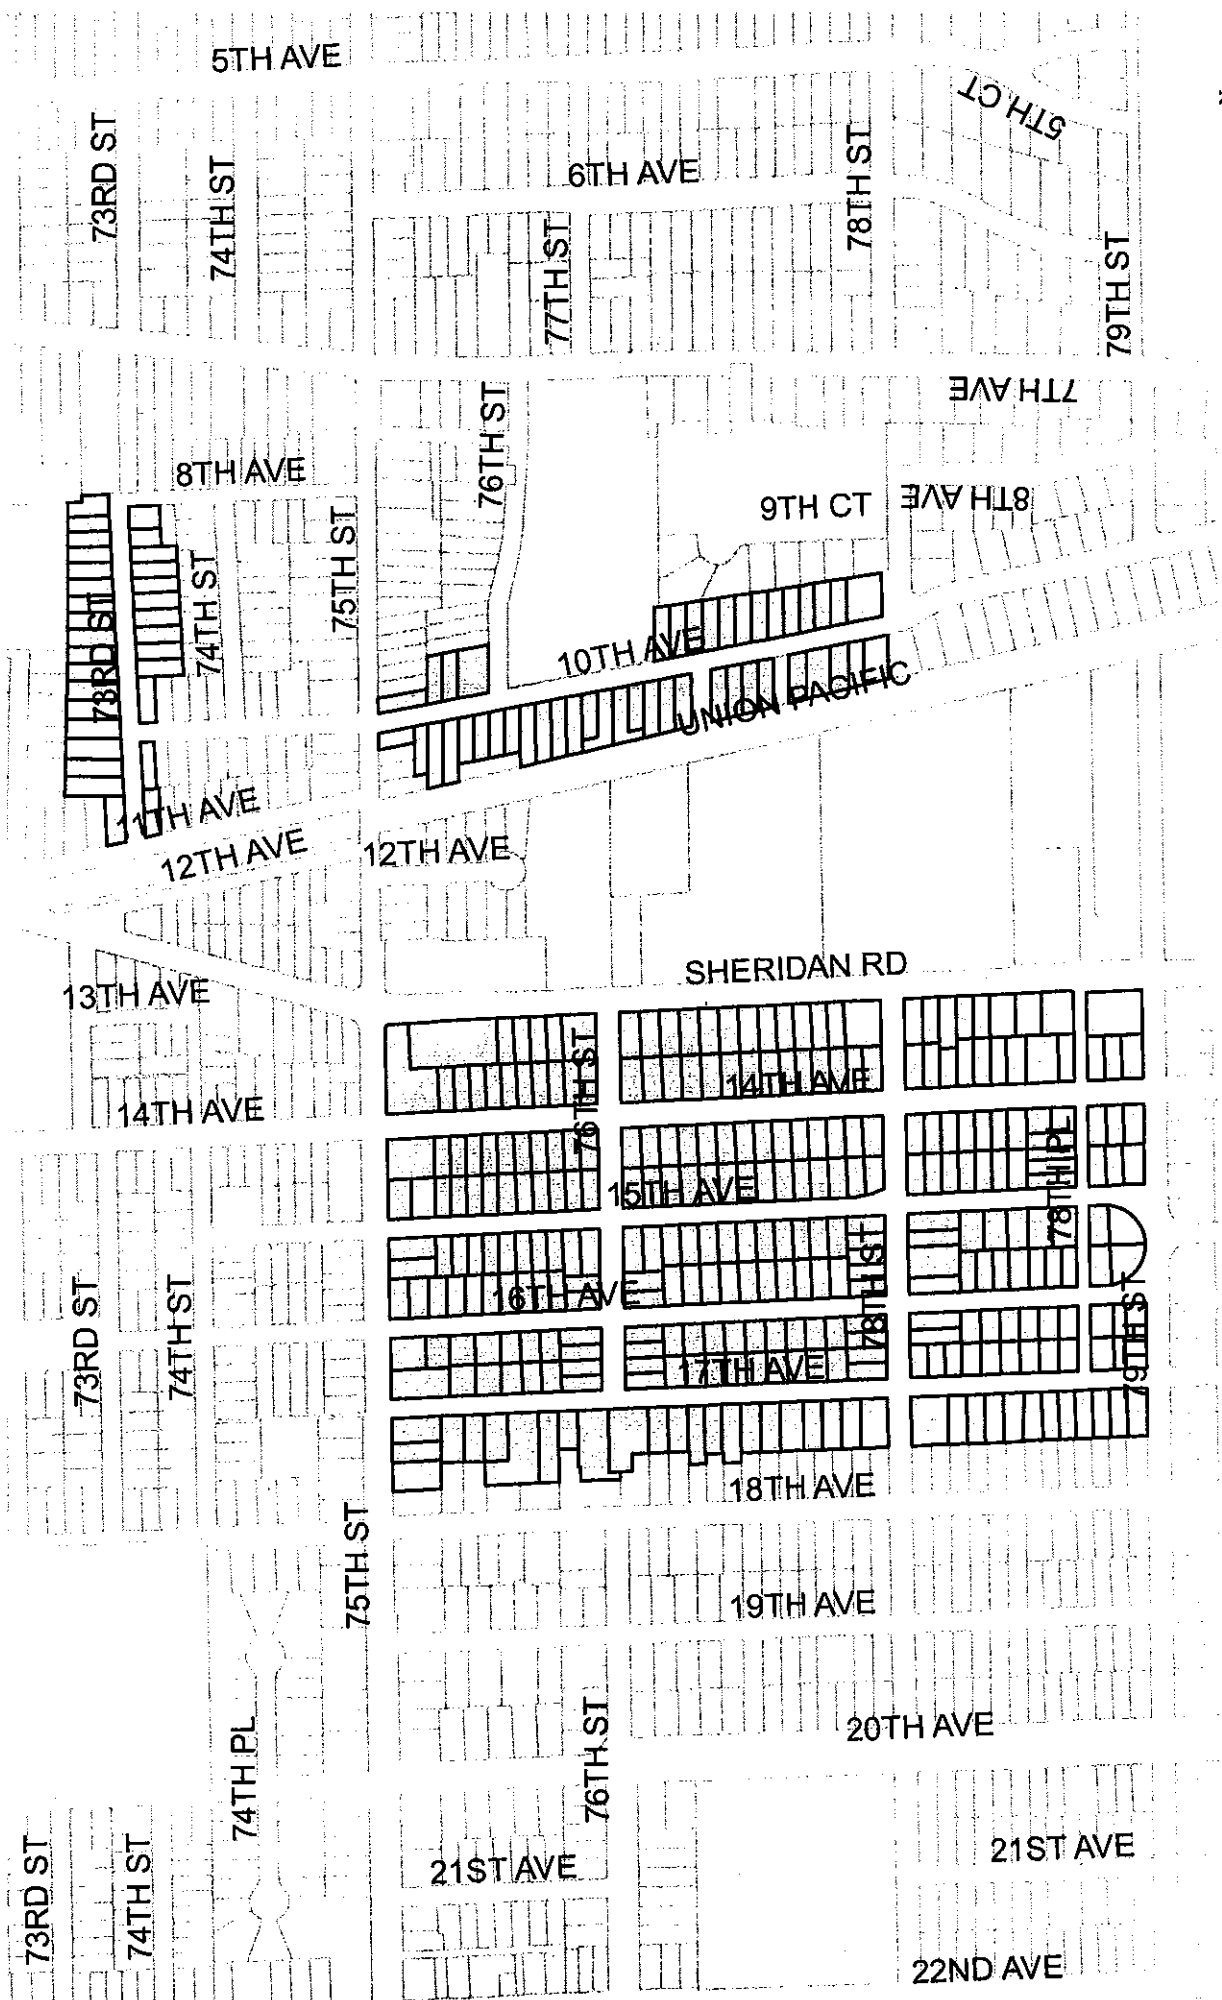 5TH AVE
5TH CT
73RD ST
74TH ST
6TH AVE
78TH ST
77TH ST
79TH ST
7TH AVE
76TH ST
8TH AVE
9TH CT
8TH AVE
75TH ST
74TH ST
73RD ST
10TH AVE
UNION PACIFIC
11TH AVE
12TH AVE
12TH AVE
SHERIDAN RD
13TH AVE
76TH ST
14TH AVE
14TH AVE
78TH PL
15TH AVE
78TH ST
73RD ST
74TH ST
16TH AVE
79TH ST
17TH AVE
18TH AVE
75TH ST
19TH AVE
74TH PL
76TH ST
20TH AVE
73RD ST
74TH ST
21ST AVE
21ST AVE
22ND AVE